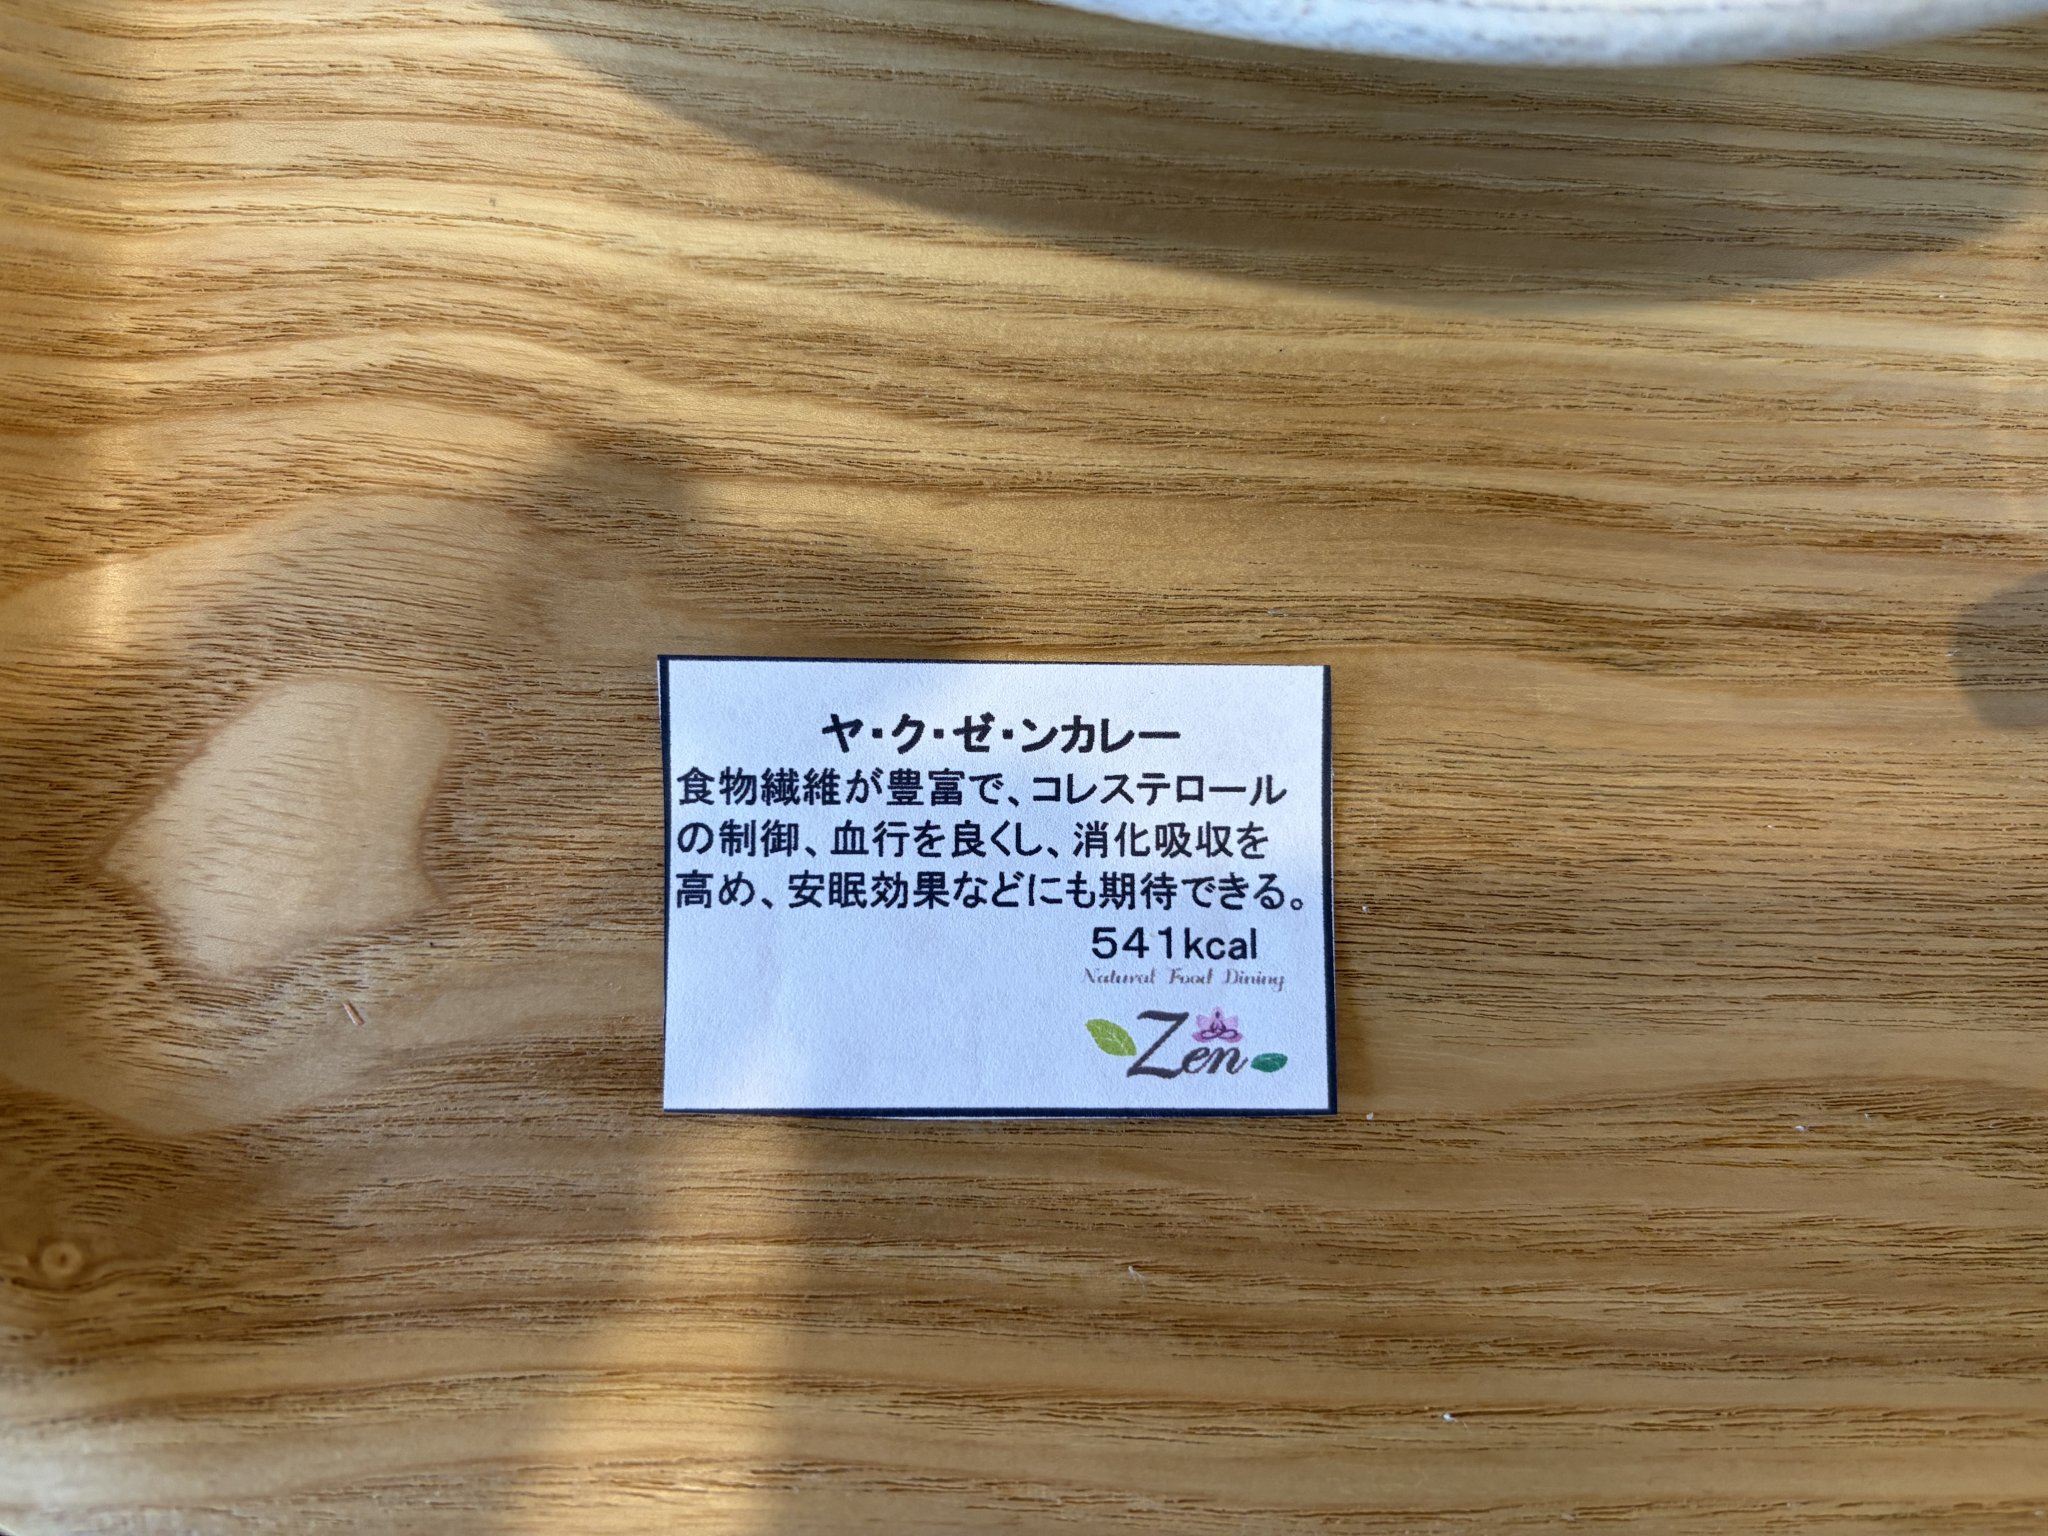 ヤ・ク・ゼ・ンカレー
食物繊維が豊富で、コレステロール
の制御、血行を良くし、消化吸収を
高め、安眠効果などにも期待できる。
５４１kcal
Natural Food Dining
Zen